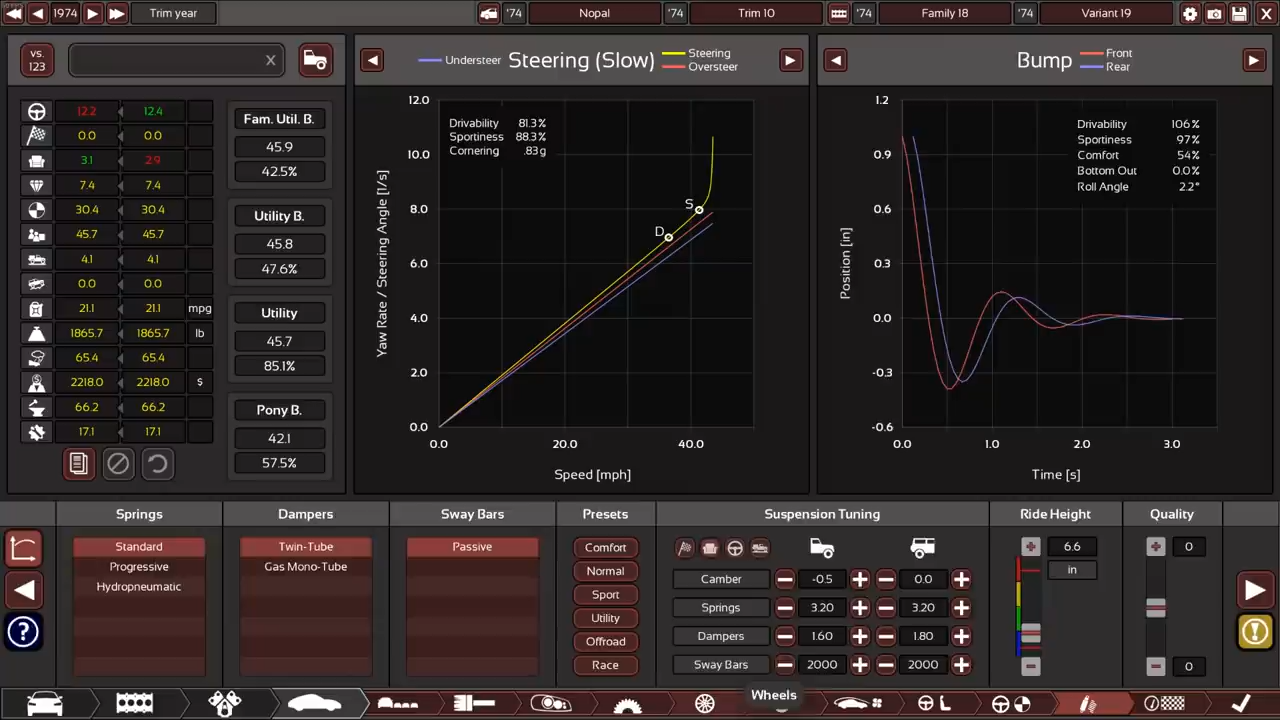 1974
Trim year
'74
Nopal
'74
Trim 10
'74
Family 18
'74
Variant 19
vs.
123
X
12.2 12.4
0.0 0.0
3.1 2.9
7.4 7.4
30.4 30.4
45.7 45.7
4.1 4.1
0.0 0.0
21.1 21.1 mpg
1865.7 1865.7 lb
65.4 65.4
2218.0 2218.0 $
66.2 66.2
17.1 17.1
Fam. Util. B.
45.9
42.5%
Utility B.
45.8
47.6%
Utility
45.7
85.1%
Pony B.
42.1
57.5%
Understeer
Steering (Slow)
Steering
Oversteer
Drivability 81.3%
Sportiness 88.3%
Cornering .83g
12.0
10.0
8.0
6.0
4.0
2.0
0.0
Yaw Rate / Steering Angle [1/s]
S
D
0.0 20.0 40.0
Speed [mph]
Bump
Front
Rear
Drivability 106%
Sportiness 97%
Comfort 54%
Bottom Out 0.0%
Roll Angle 2.2°
1.2
0.9
0.6
0.3
0.0
-0.3
-0.6
Position [in]
0.0 1.0 2.0 3.0
Time [s]
Springs
Standard
Progressive
Hydropneumatic
Dampers
Twin-Tube
Gas Mono-Tube
Sway Bars
Passive
Presets
Comfort
Normal
Sport
Utility
Offroad
Race
Suspension Tuning
Camber -0.5 0.0
Springs 3.20 3.20
Dampers 1.60 1.80
Sway Bars 2000 2000
Ride Height
6.6
in
Quality
0
0
Wheels